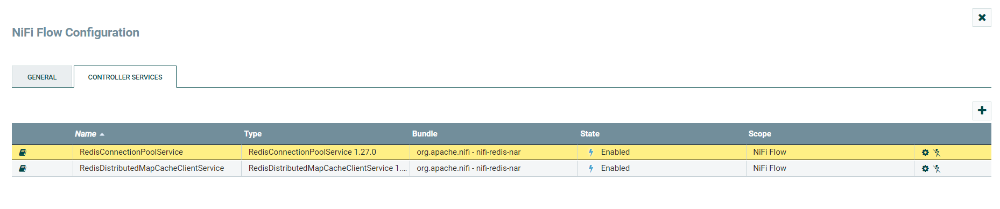 NiFi Flow Configuration
GENERAL CONTROLLER SERVICES
Name Type Bundle State Scope
RedisConnectionPoolService RedisConnectionPoolService 1.27.0 org.apache.nifi - nifi-redis-nar Enabled NiFi Flow
RedisDistributedMapCacheClientService RedisDistributedMapCacheClientService 1.... org.apache.nifi - nifi-redis-nar Enabled NiFi Flow